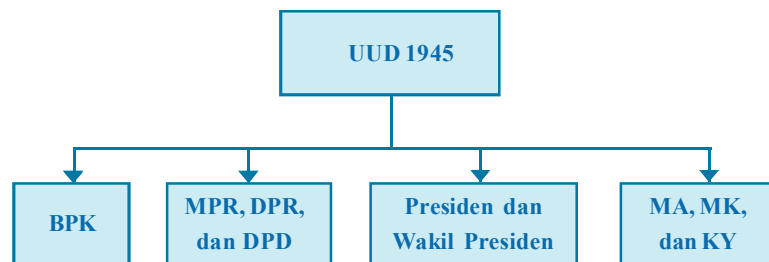 UUD 1945
BPK
MPR, DPR,
dan DPD
Presiden dan
Wakil Presiden
MA, MK,
dan KY